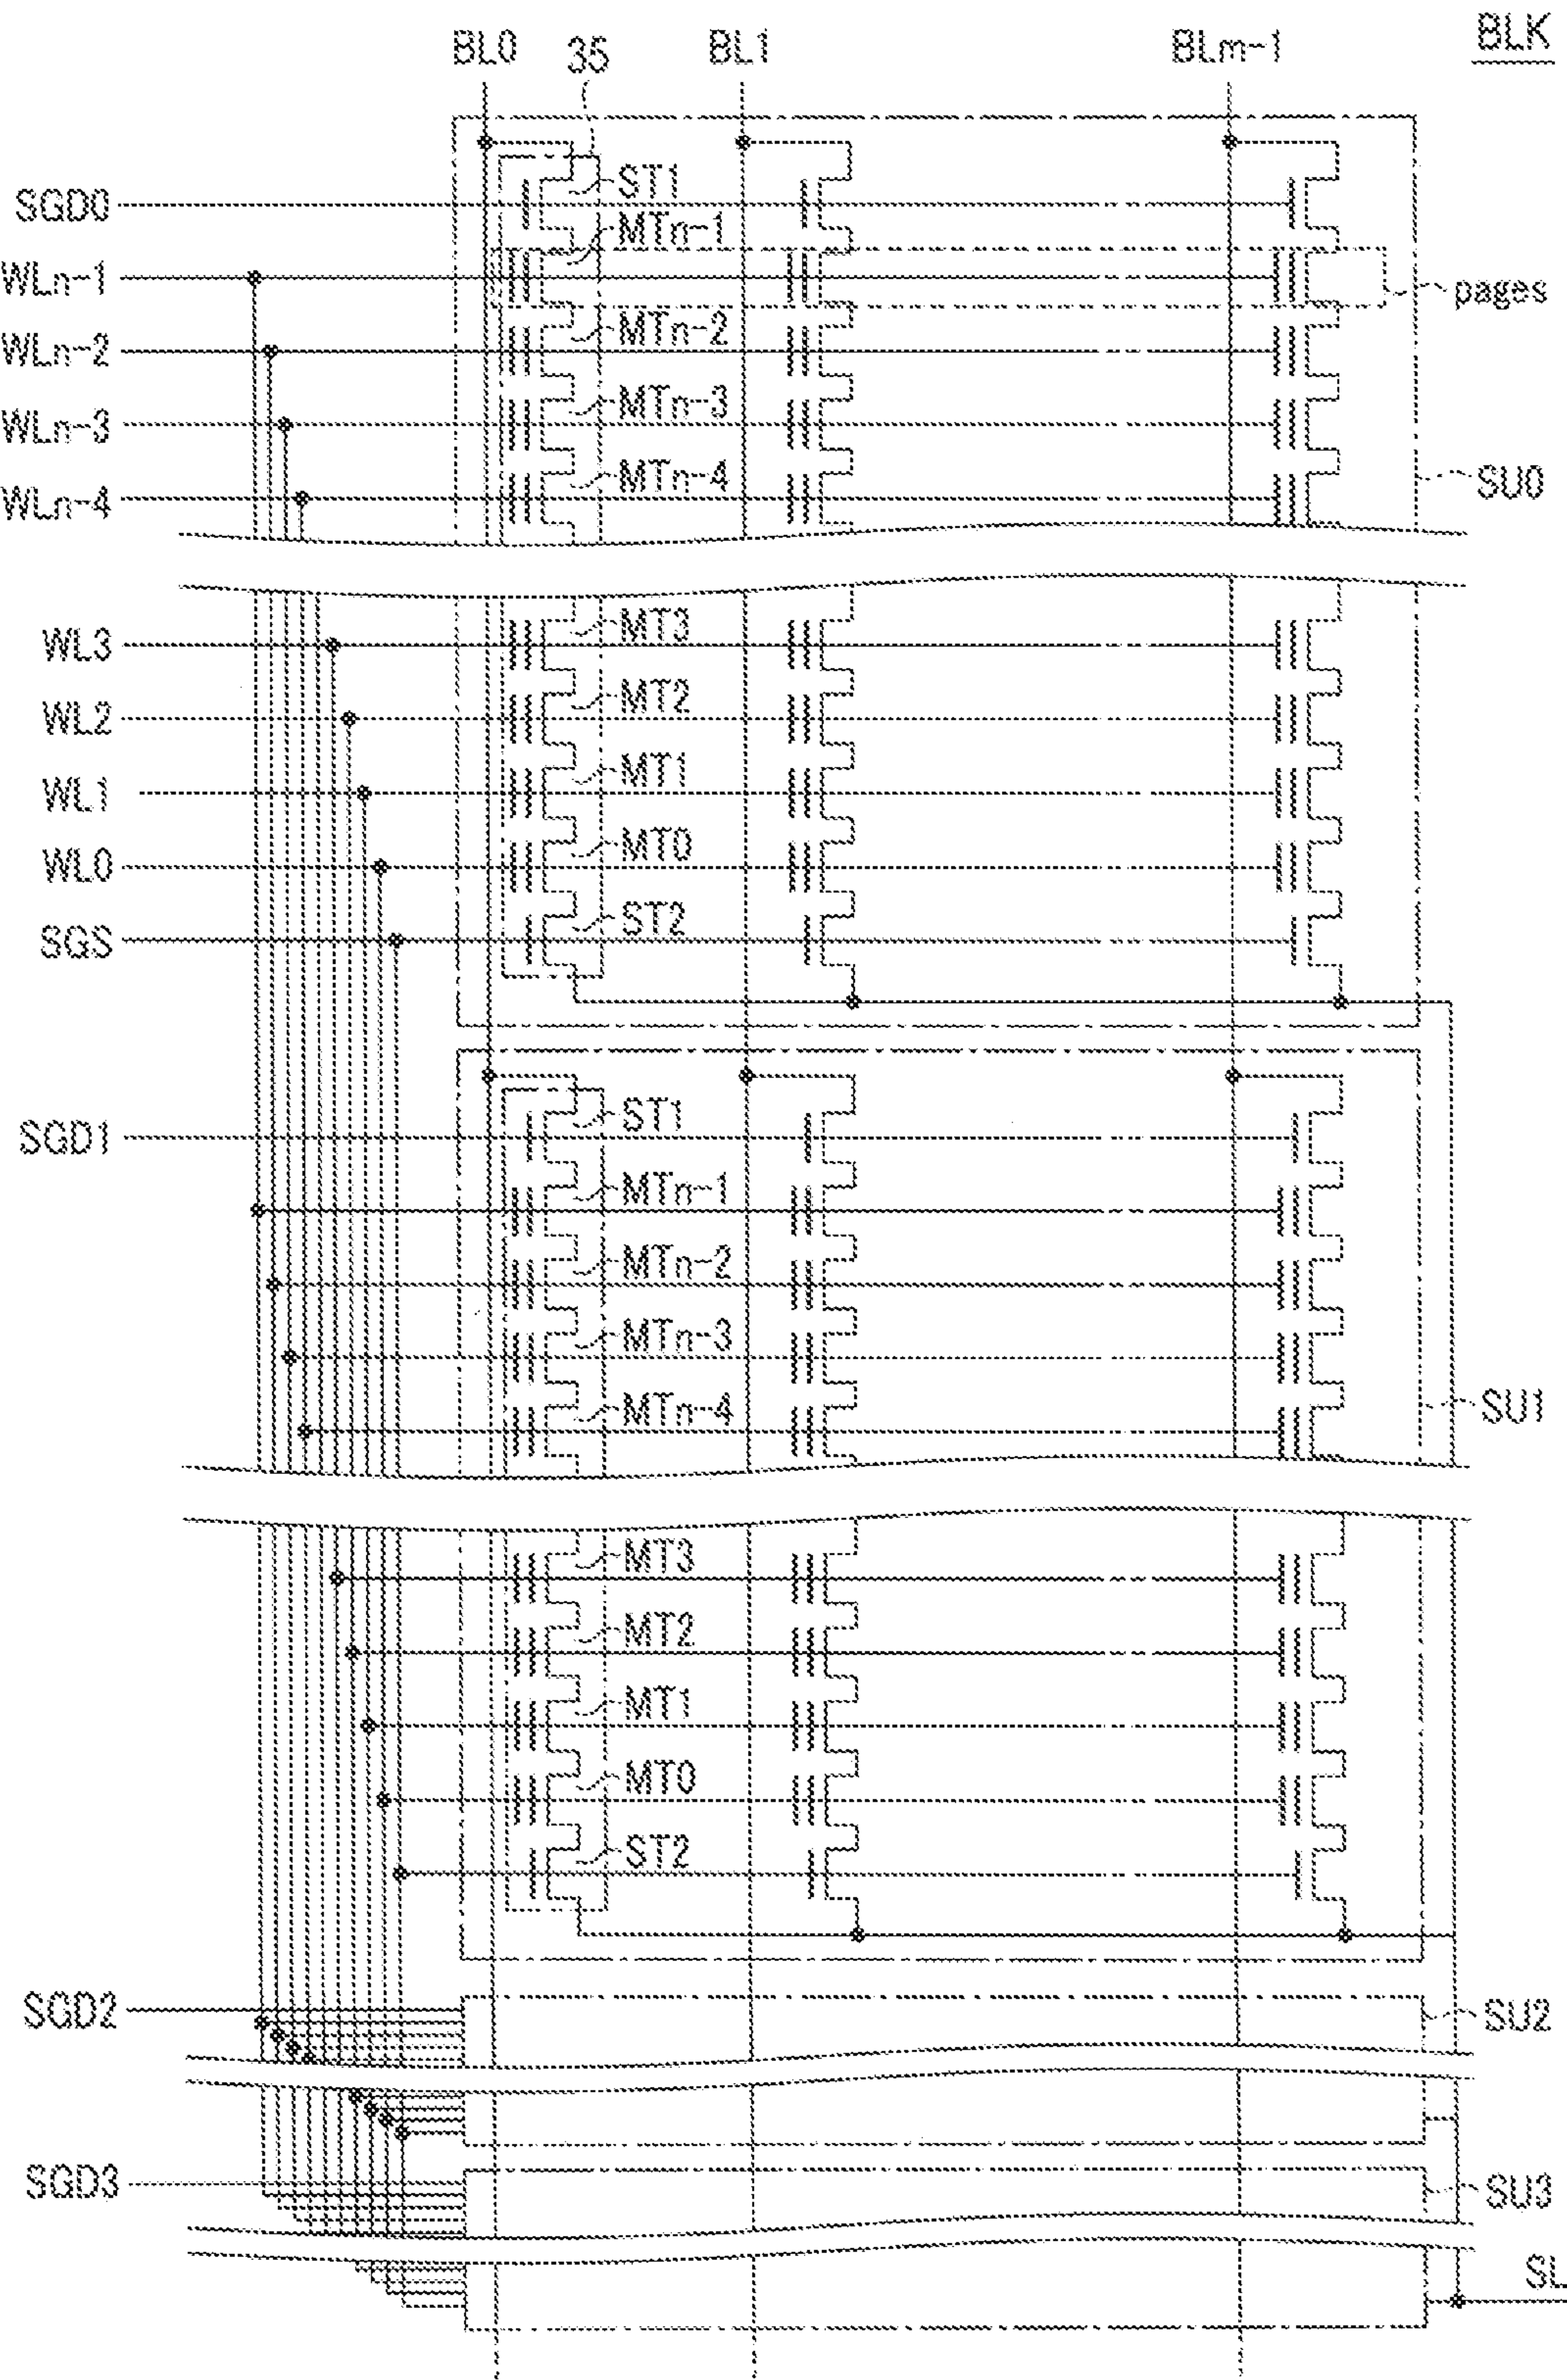 BL0 35 BL1 BLm-1 BLK
SGD0 ST1
MTn-1
WLn-1 pages
WLn-2 MTn-2
WLn-3 MTn-3
WLn-4 MTn-4 SU0
WL3 MT3
WL2 MT2
WL1 MT1
WL0 MT0
SGS ST2
SGD1 ST1
MTn-1
MTn-2
MTn-3
MTn-4 SU1
MT3
MT2
MT1
MT0
ST2
SGD2 SU2
SGD3 SU3
SL